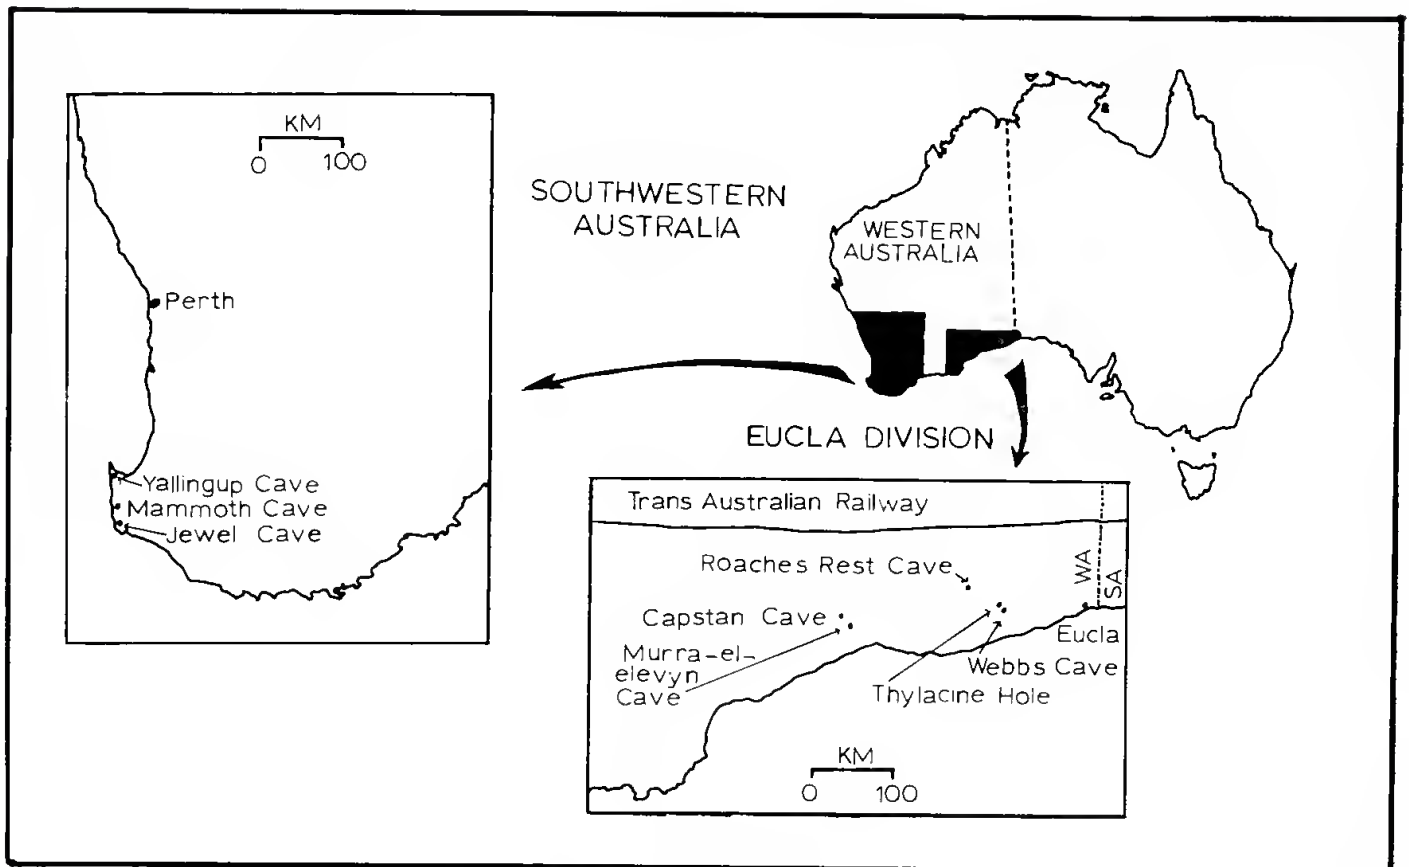 KM
0 100
Perth
Yallingup Cave
Mammoth Cave
Jewel Cave
SOUTHWESTERN
AUSTRALIA
WESTERN
AUSTRALIA
EUCLA DIVISION
Trans Australian Railway
Roaches Rest Cave
WA
SA
Capstan Cave
Murra-el-
elevyn
Cave
Eucla
Webbs Cave
Thylacine Hole
KM
0 100